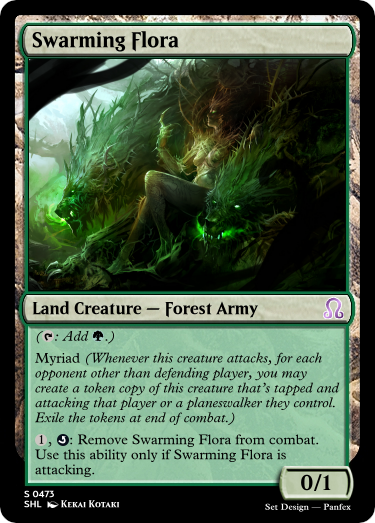 Swarming Flora
Land Creature — Forest Army
(: Add .)
Myriad (Whenever this creature attacks, for each
opponent other than defending player, you may
create a token copy of this creature that's tapped and
attacking that player or a planeswalker they control.
Exile the tokens at end of combat.)
1, : Remove Swarming Flora from combat.
Use this ability only if Swarming Flora is
attacking.
0/1
S 0473
SHL Kekai Kotaki
Set Design — Panfex